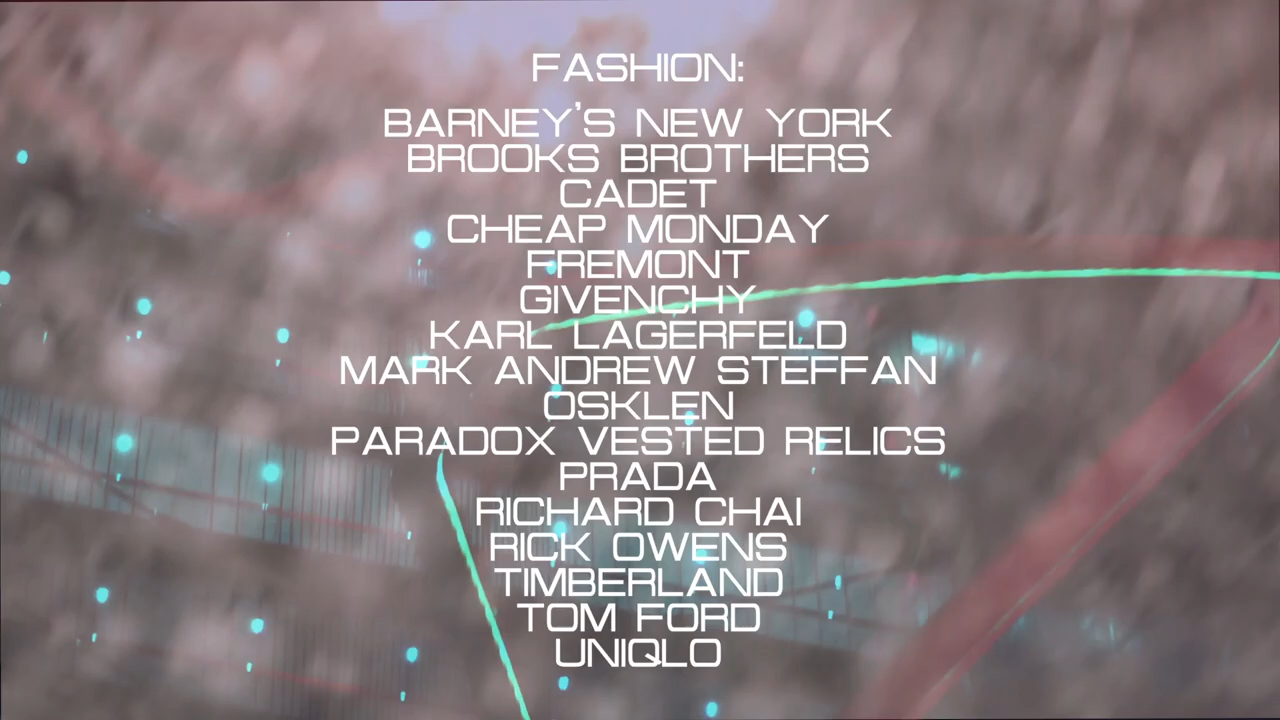 FASHION:
BARNEY'S NEW YORK
BROOKS BROTHERS
CADET
CHEAP MONDAY
FREMONT
GIVENCHY
KARL LAGERFELD
MARK ANDREW STEFFAN
OSKLEN
PARADOX VESTED RELICS
PRADA
RICHARD CHAI
RICK OWENS
TIMBERLAND
TOM FORD
UNIQLO